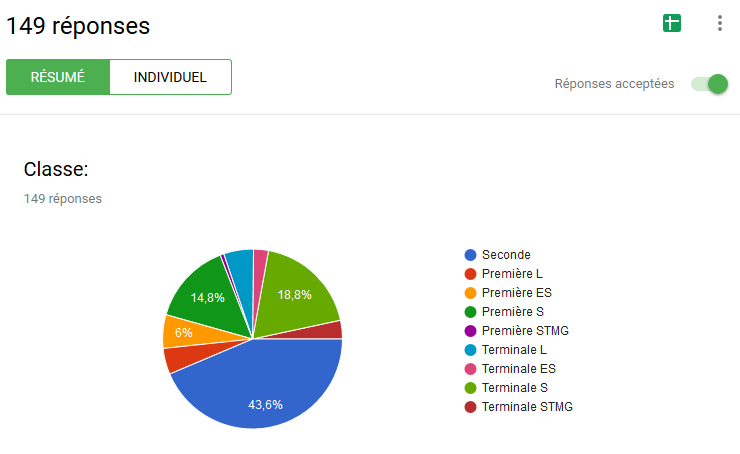 149 réponses
RÉSUMÉ
INDIVIDUEL
Réponses acceptées
Classe:
149 réponses
14,8%
18,8%
6%
43,6%
Seconde
Première L
Première ES
Première S
Première STMG
Terminale L
Terminale ES
Terminale S
Terminale STMG